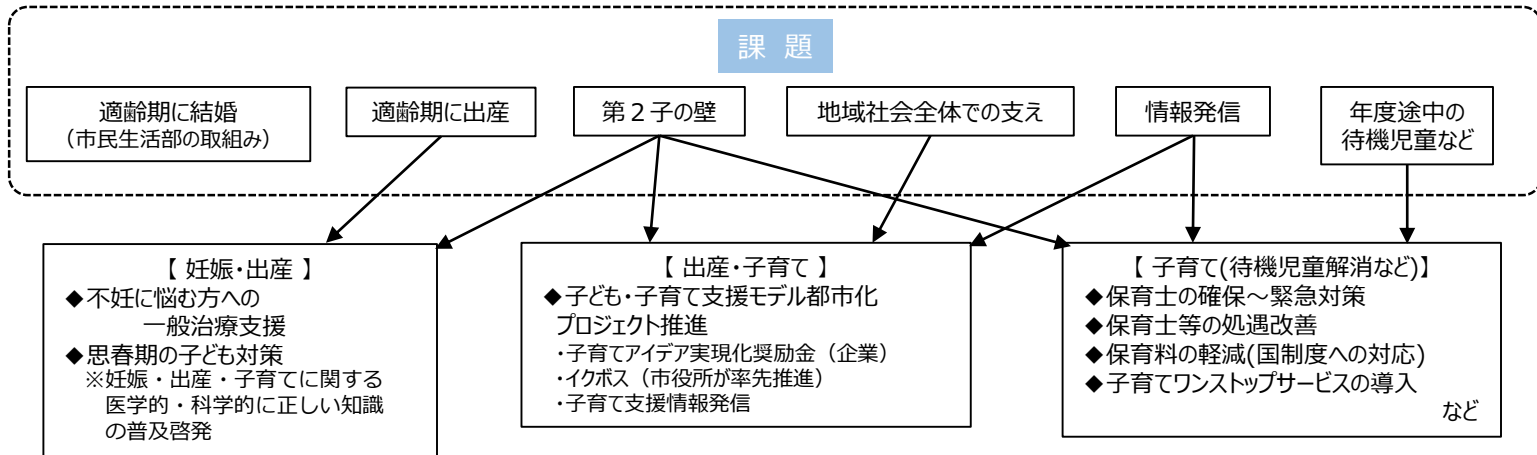 課 題
適齢期に結婚
（市民生活部の取組み）
適齢期に出産
第２子の壁
地域社会全体での支え
情報発信
年度途中の
待機児童など
【 妊娠・出産 】
◆不妊に悩む方への
一般治療支援
◆思春期の子ども対策
※妊娠・出産・子育てに関する
医学的・科学的に正しい知識
の普及啓発
【 出産・子育て 】
◆子ども・子育て支援モデル都市化
プロジェクト推進
・子育てアイデア実現化奨励金（企業）
・イクボス（市役所が率先推進）
・子育て支援情報発信
【 子育て(待機児童解消など)】
◆保育士の確保～緊急対策
◆保育士等の処遇改善
◆保育料の軽減(国制度への対応)
◆子育てワンストップサービスの導入
など